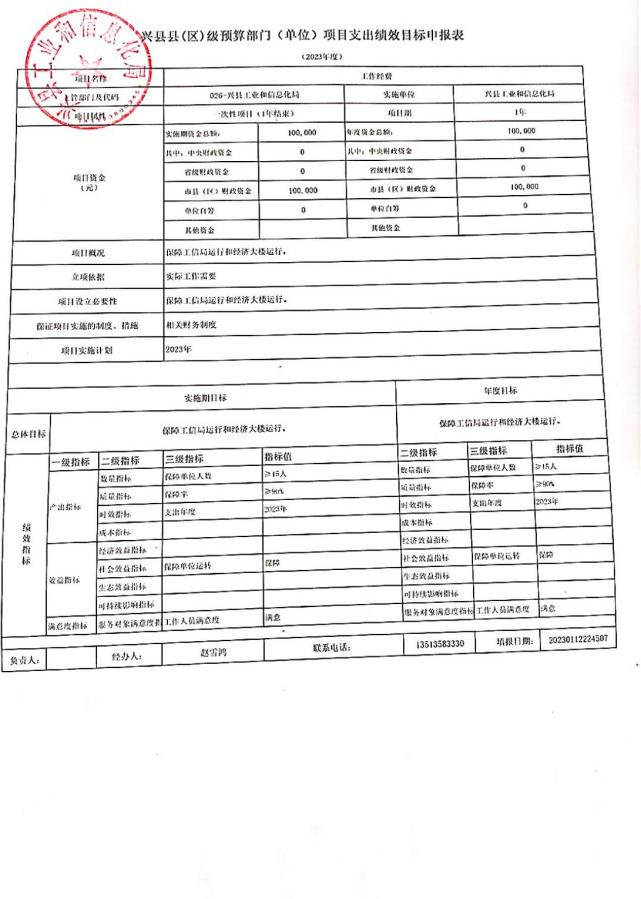 兴县县(区)级预算部门（单位）项目支出绩效目标申报表
（2023年度）
兴县工业和信息化局
项目名称 工作经费
主管部门及代码 026-兴县工业和信息化局 实施单位 兴县工业和信息化局
项目属性 一次性项目（1年结束） 项目期 1年
项目资金（元） 实施期资金总额： 100,000 年度资金总额： 100,000
其中：中央财政资金 0 其中：中央财政资金 0
省级财政资金 0 省级财政资金 0
市县（区）财政资金 100,000 市县（区）财政资金 100,000
单位自筹 0 单位自筹 0
其他资金 其他资金
项目概况 保障工信局运行和经济大楼运行。
立项依据 实际工作需要
项目设立必要性 保障工信局运行和经济大楼运行。
保证项目实施的制度、措施 相关财务制度
项目实施计划 2023年
实施期目标 年度目标
总体目标 保障工信局运行和经济大楼运行。 保障工信局运行和经济大楼运行。
绩效指标 一级指标 二级指标 三级指标 指标值 二级指标 三级指标 指标值
产出指标 数量指标 保障单位人数 ≥15人 数量指标 保障单位人数 ≥15人
质量指标 保障率 ≥90% 质量指标 保障率 ≥90%
时效指标 支出年度 2023年 时效指标 支出年度 2023年
成本指标 成本指标
效益指标 经济效益指标 经济效益指标
社会效益指标 保障单位运转 保障 社会效益指标 保障单位运转 保障
生态效益指标 生态效益指标
可持续影响指标 可持续影响指标
满意度指标 服务对象满意度指 工作人员满意度 满意 服务对象满意度指标 工作人员满意度 满意
负责人： 经办人： 赵雪鸿 联系电话： 13513583330 填报日期： 20230112224507